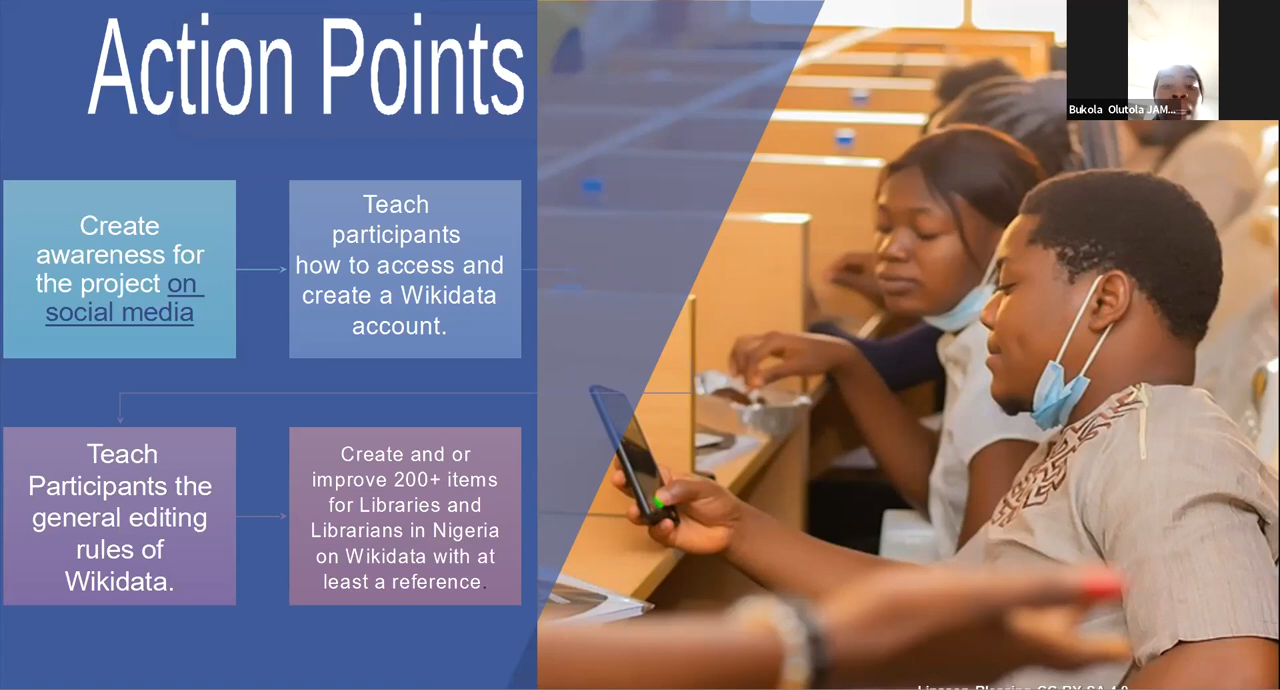 Action Points
Create
awareness for
the project on
social media
Teach
participants
how to access and
create a Wikidata
account.
Teach
Participants the
general editing
rules of
Wikidata.
Create and or
improve 200+ items
for Libraries and
Librarians in Nigeria
on Wikidata with at
least a reference.
Bukola Olutola JAM...